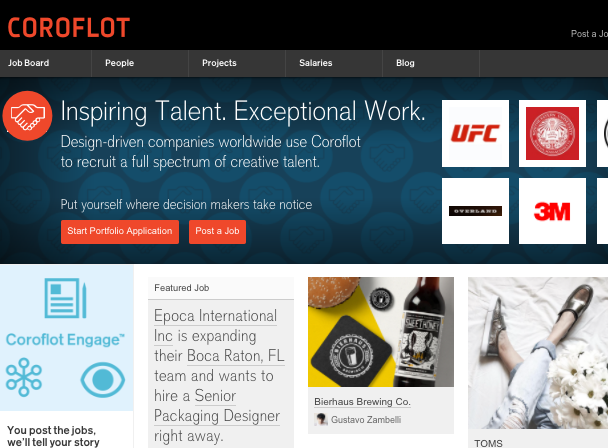 COROFLOT
Post a Jo
Job Board People Projects Salaries Blog
Inspiring Talent. Exceptional Work.
Design-driven companies worldwide use Coroflot
to recruit a full spectrum of creative talent.
Put yourself where decision makers take notice
Start Portfolio Application Post a Job
UFC
OVERLAND
3M
Coroflot Engage™
You post the jobs,
we'll tell your story
Featured Job
Epoca International
Inc is expanding
their Boca Raton, FL
team and wants to
hire a Senior
Packaging Designer
right away.
BIERHAUS
SWEET HONEY
Bierhaus Brewing Co.
Gustavo Zambelli
TOMS